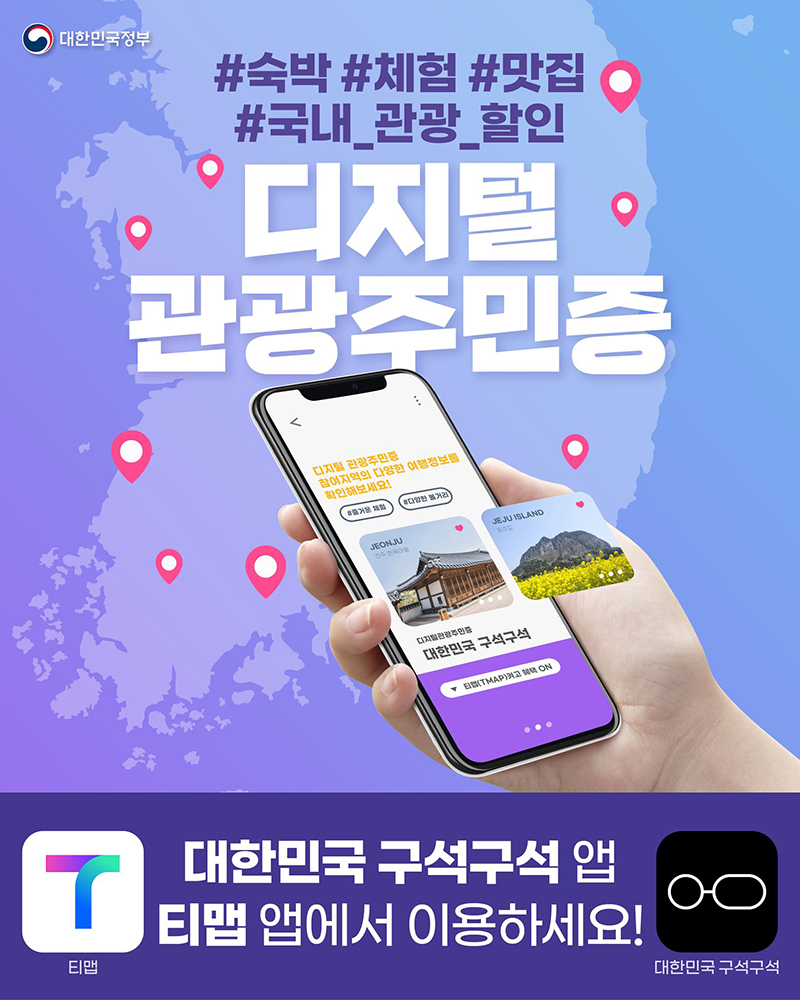 대한민국정부
#숙박 #체험 #맛집
#국내_관광_할인
디지털
관광주민증
디지털 관광주민증
참여지역의 다양한 여행정보를
확인해보세요!
#즐거운 체험 #다양한 볼거리
JEONJU
전주 한옥마을
JEJU ISLAND
제주도
디지털관광주민증
대한민국 구석구석
▼ 티맵(TMAP)켜고 혜택 ON
대한민국 구석구석 앱
티맵 앱에서 이용하세요!
티맵
대한민국 구석구석